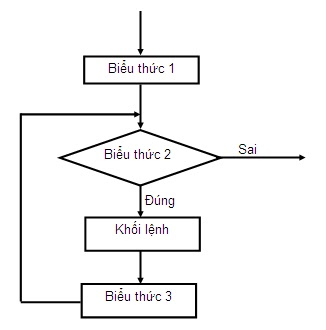 Biểu thức 1
Biểu thức 2
Sai
Đúng
Khối lệnh
Biểu thức 3